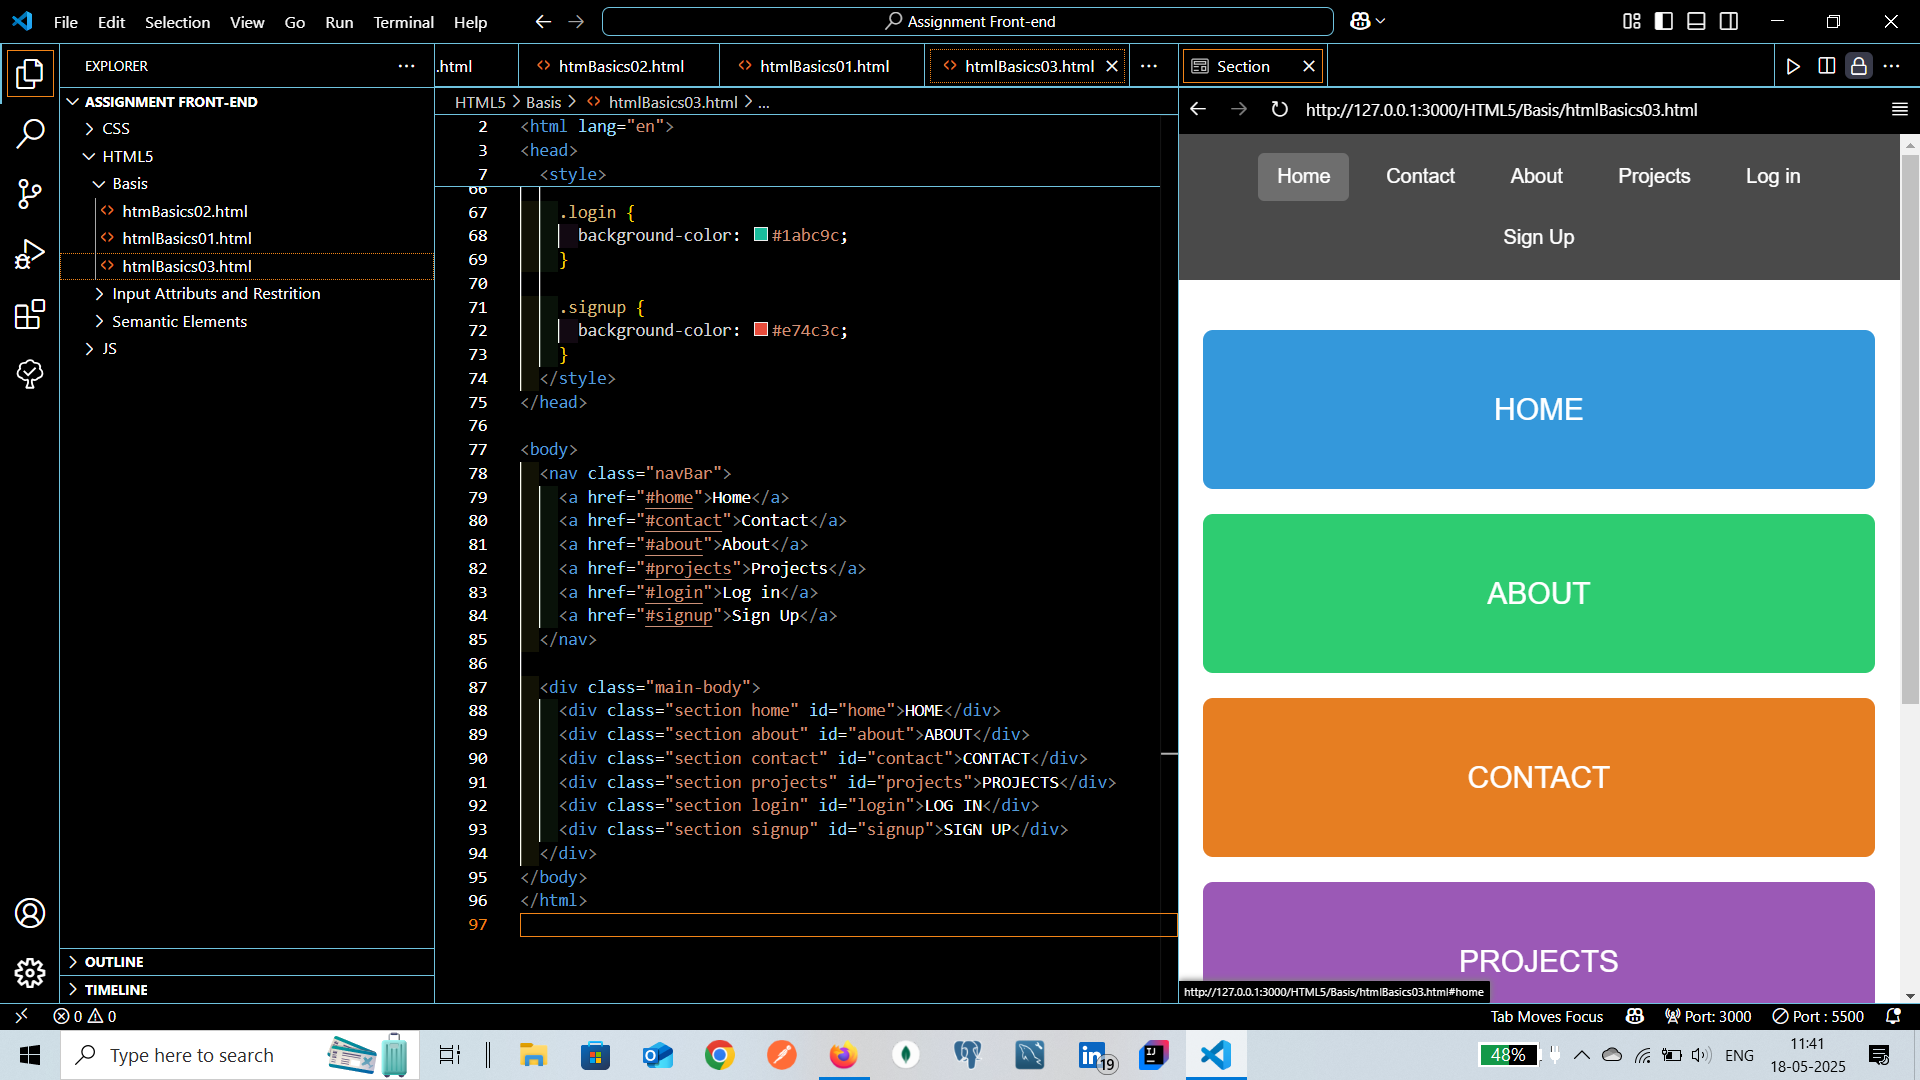 File Edit Selection View Go Run Terminal Help
Assignment Front-end
EXPLORER
ASSIGNMENT FRONT-END
CSS
HTML5
Basis
htmBasics02.html
htmlBasics01.html
htmlBasics03.html
Input Attributs and Restrition
Semantic Elements
JS
OUTLINE
TIMELINE
.html htmBasics02.html htmlBasics01.html htmlBasics03.html
HTML5 > Basis > htmlBasics03.html > ...
2 <html lang="en">
3 <head>
7 <style>
66
67 .login {
68 background-color: #1abc9c;
69 }
70
71 .signup {
72 background-color: #e74c3c;
73 }
74 </style>
75 </head>
76
77 <body>
78 <nav class="navBar">
79 <a href="#home">Home</a>
80 <a href="#contact">Contact</a>
81 <a href="#about">About</a>
82 <a href="#projects">Projects</a>
83 <a href="#login">Log in</a>
84 <a href="#signup">Sign Up</a>
85 </nav>
86
87 <div class="main-body">
88 <div class="section home" id="home">HOME</div>
89 <div class="section about" id="about">ABOUT</div>
90 <div class="section contact" id="contact">CONTACT</div>
91 <div class="section projects" id="projects">PROJECTS</div>
92 <div class="section login" id="login">LOG IN</div>
93 <div class="section signup" id="signup">SIGN UP</div>
94 </div>
95 </body>
96 </html>
97
Section
http://127.0.0.1:3000/HTML5/Basis/htmlBasics03.html
Home Contact About Projects Log in
Sign Up
HOME
ABOUT
CONTACT
PROJECTS
http://127.0.0.1:3000/HTML5/Basis/htmlBasics03.html#home
0 0
Tab Moves Focus Port: 3000 Port : 5500
Type here to search
19
48%
ENG
11:41
18-05-2025